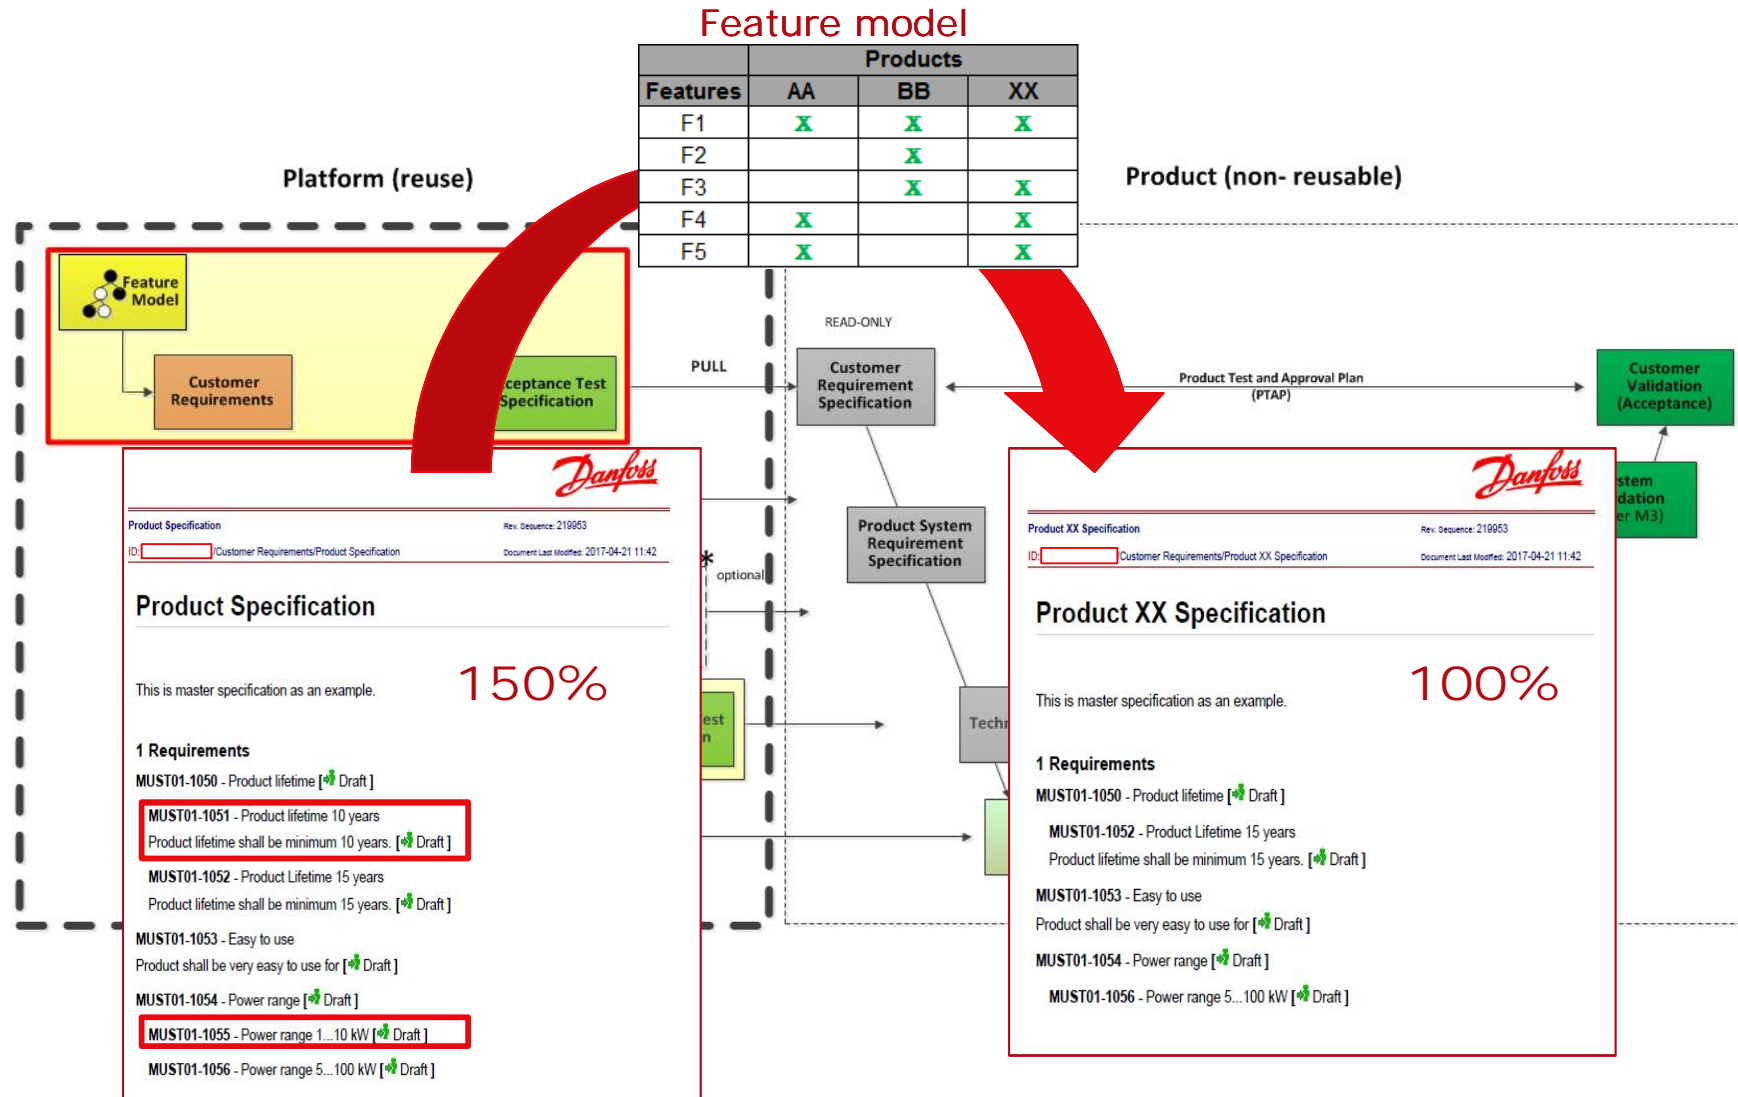 Feature model
Products
Features AA BB XX
F1 X X X
F2 X
F3 X X
F4 X X
F5 X X
Platform (reuse)
Product (non- reusable)
Feature
Model
Customer
Requirements
Test
Specification
PULL
READ-ONLY
Customer
Requirement
Specification
Product Test and Approval Plan
(PTAP)
Customer
Validation
(Acceptance)
M3)
Product System
Requirement
Specification
*
optional
Danfoss
Product Specification
Rev. Sequence: 219953
ID: /Customer Requirements/Product Specification
Document Last Modified: 2017-04-21 11:42
Product Specification
150%
This is master specification as an example.
1 Requirements
MUST01-1050 - Product lifetime [ Draft ]
MUST01-1051 - Product lifetime 10 years
Product lifetime shall be minimum 10 years. [ Draft ]
MUST01-1052 - Product Lifetime 15 years
Product lifetime shall be minimum 15 years. [ Draft ]
MUST01-1053 - Easy to use
Product shall be very easy to use for [ Draft ]
MUST01-1054 - Power range [ Draft ]
MUST01-1055 - Power range 1...10 kW [ Draft ]
MUST01-1056 - Power range 5...100 kW [ Draft ]
Danfoss
Product XX Specification
Rev. Sequence: 219953
ID: /Customer Requirements/Product XX Specification
Document Last Modified: 2017-04-21 11:42
Product XX Specification
100%
This is master specification as an example.
1 Requirements
MUST01-1050 - Product lifetime [ Draft ]
MUST01-1052 - Product Lifetime 15 years
Product lifetime shall be minimum 15 years. [ Draft ]
MUST01-1053 - Easy to use
Product shall be very easy to use for [ Draft ]
MUST01-1054 - Power range [ Draft ]
MUST01-1056 - Power range 5...100 kW [ Draft ]